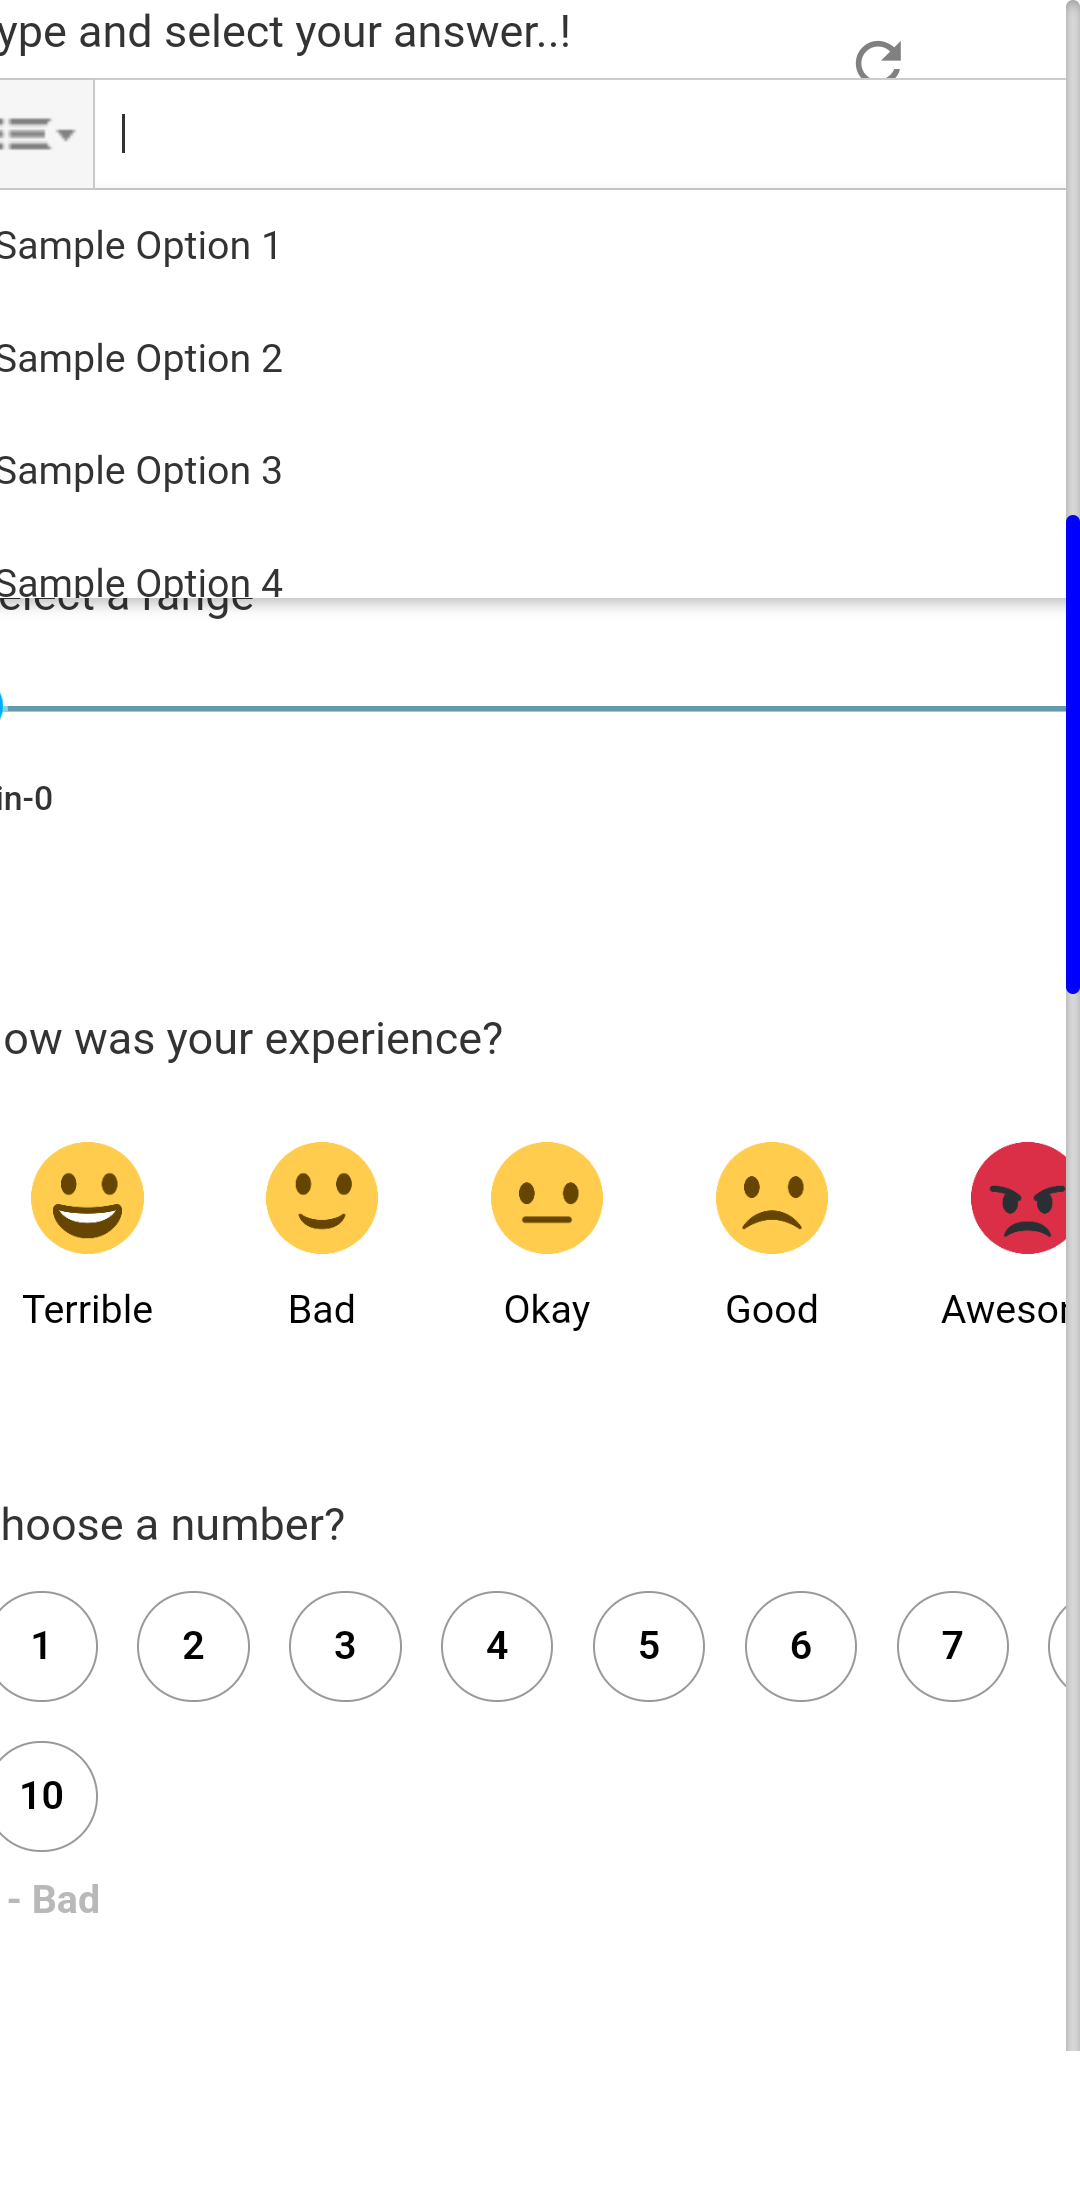 ype and select your answer..!
Sample Option 1
Sample Option 2
Sample Option 3
Sample Option 4
elect a range
in-0
ow was your experience?
Terrible Bad Okay Good Aweso
hoose a number?
1 2 3 4 5 6 7
10
- Bad